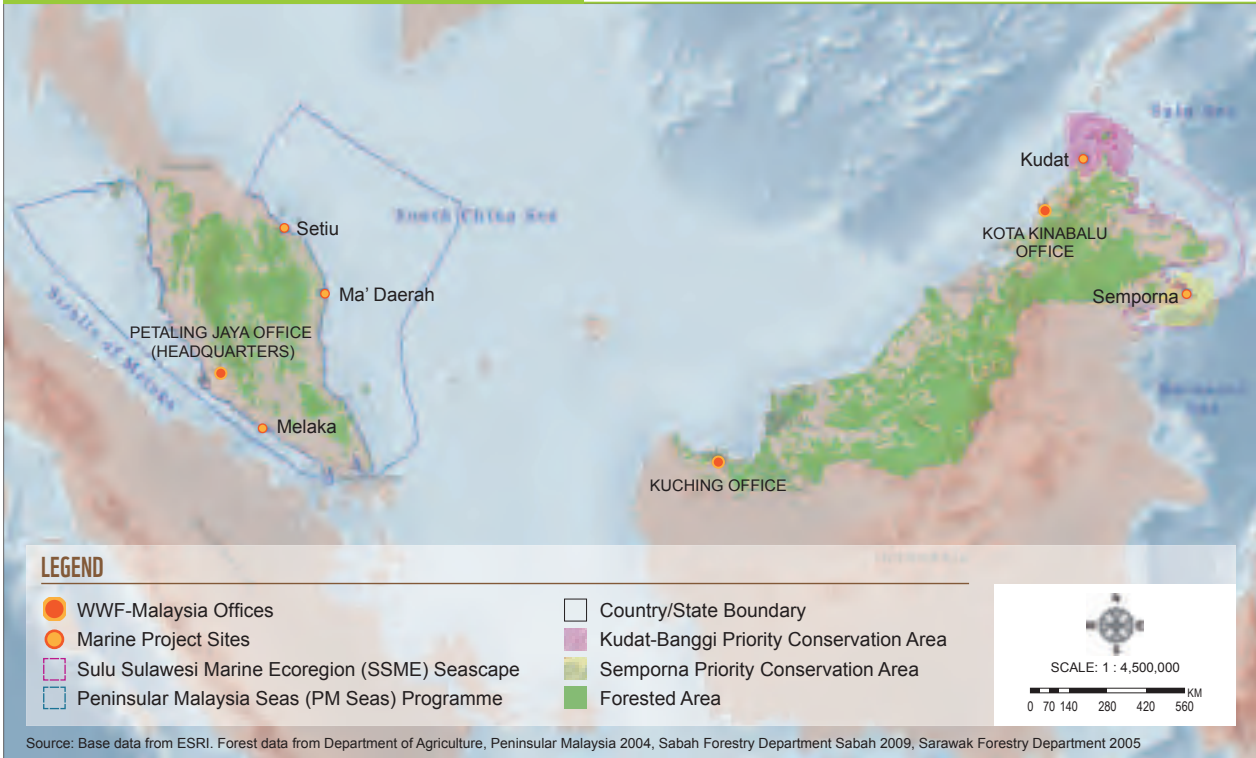 Sulu Sea
Kudat
Setiu
South China Sea
KOTA KINABALU
OFFICE
Ma' Daerah
Semporna
Straits of Melaka
PETALING JAYA OFFICE
(HEADQUARTERS)
Melaka
KUCHING OFFICE
LEGEND
WWF-Malaysia Offices
Marine Project Sites
Sulu Sulawesi Marine Ecoregion (SSME) Seascape
Peninsular Malaysia Seas (PM Seas) Programme
Country/State Boundary
Kudat-Banggi Priority Conservation Area
Semporna Priority Conservation Area
Forested Area
SCALE: 1 : 4,500,000
0 70 140 280 420 560 KM
Source: Base data from ESRI. Forest data from Department of Agriculture, Peninsular Malaysia 2004, Sabah Forestry Department Sabah 2009, Sarawak Forestry Department 2005